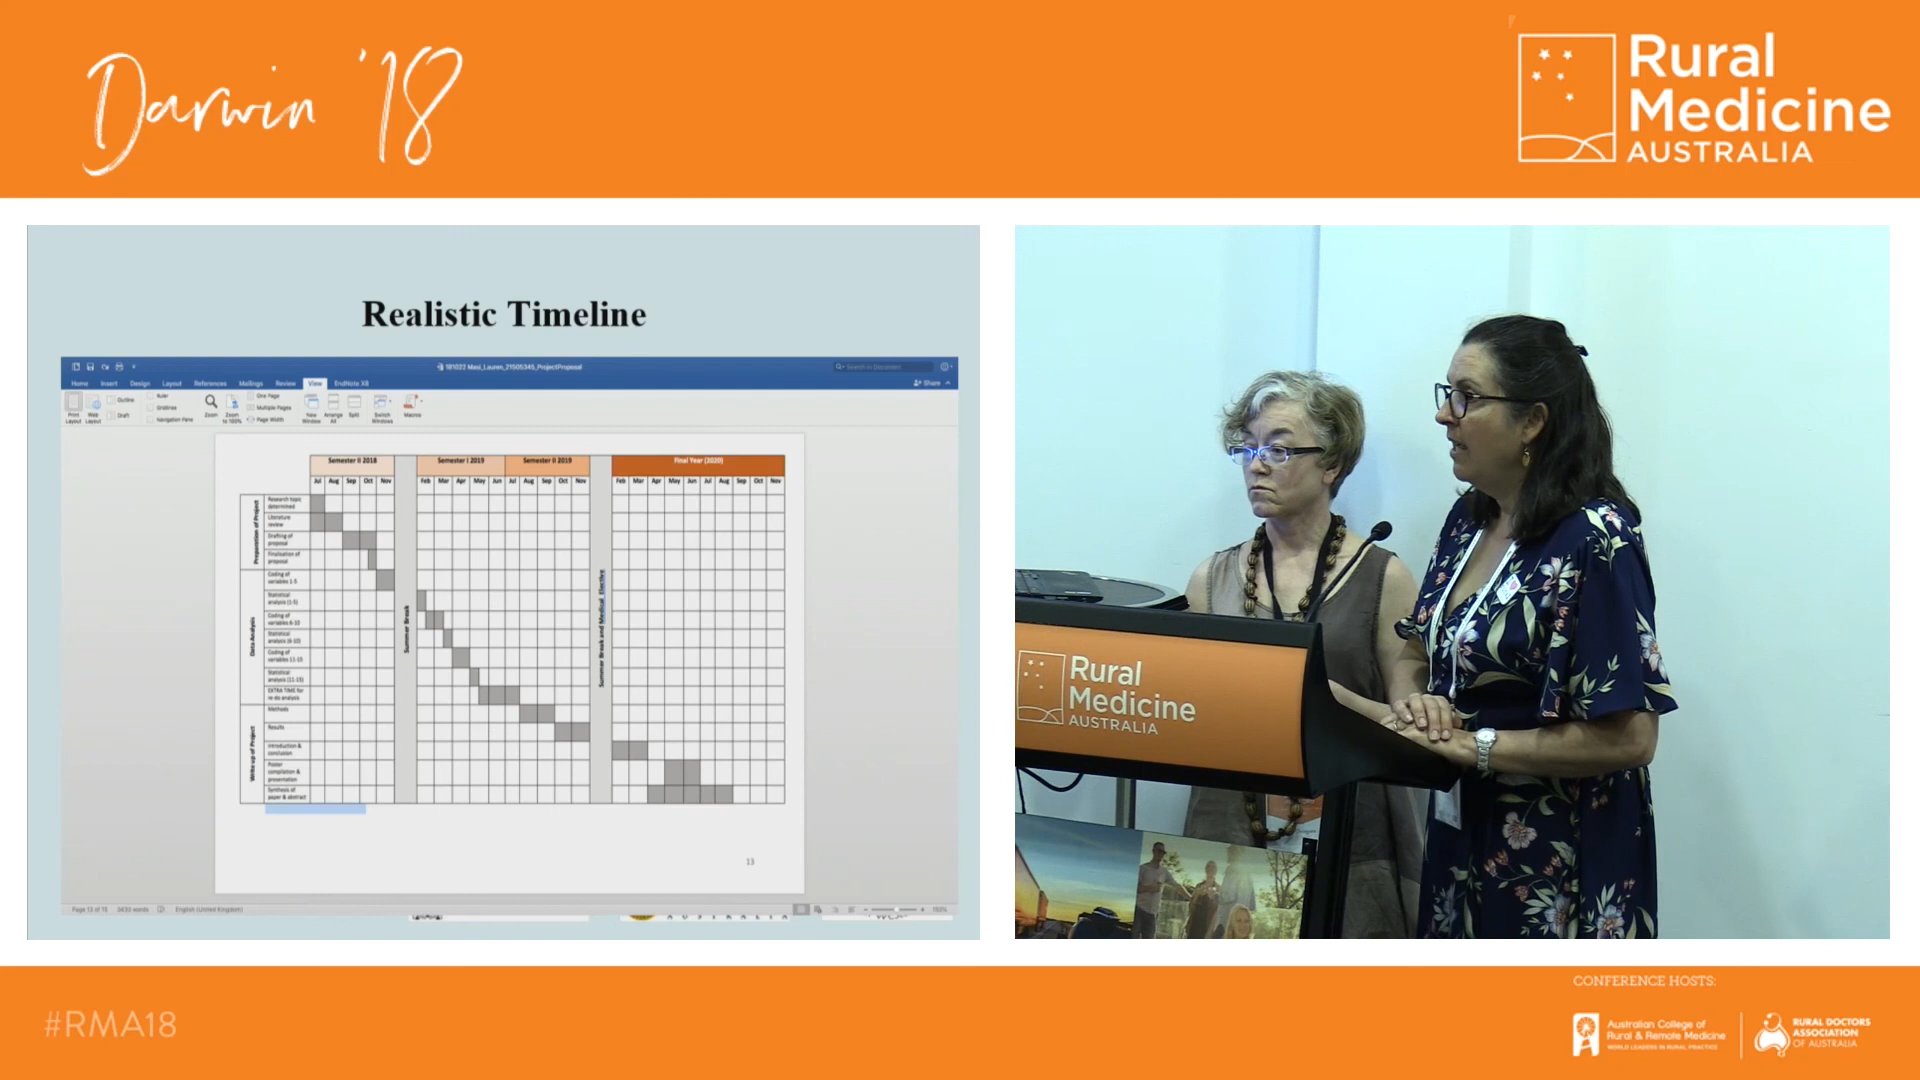 Darwin '18
Rural
Medicine
AUSTRALIA
Realistic Timeline
181022 Masi_Lauren_21505345_ProjectProposal
Search in Document
Home Insert Design Layout References Mailings Review View EndNote X8
Share
Print Layout
Web Layout
Outline
Draft
Ruler
Gridlines
Navigation Pane
Zoom
Zoom to 100%
One Page
Multiple Pages
Page Width
New Window
Arrange All
Split
Switch Windows
Macros
Semester II 2018 Semester I 2019 Semester II 2019 Final Year (2020)
Jul Aug Sep Oct Nov Feb Mar Apr May Jun Jul Aug Sep Oct Nov Feb Mar Apr May Jun Jul Aug Sep Oct Nov
Preparation of Project
Research topic determined
Literature review
Drafting of proposal
Finalisation of proposal
Data Analysis
Coding of variables 1-5
Statistical analysis (1-5)
Coding of variables 6-10
Statistical analysis (6-10)
Coding of variables 11-15
Statistical analysis (11-15)
EXTRA TIME for re-do analysis
Write up of Project
Methods
Results
Introduction & conclusion
Poster compilation & presentation
Synthesis of paper & abstract
Summer Break
Summer Break and Medical Elective
13
English (United Kingdom)
AUSTRALIA
Rural
Medicine
AUSTRALIA
#RMA18
CONFERENCE HOSTS:
Australian College of
Rural & Remote Medicine
WORLD LEADERS IN RURAL PRACTICE
RURAL DOCTORS
ASSOCIATION
OF AUSTRALIA